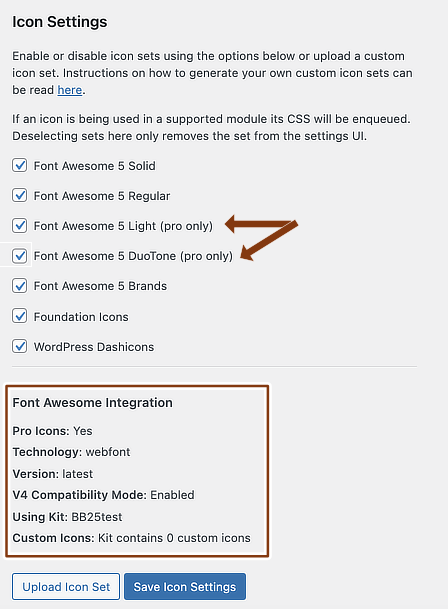 Icon Settings
Enable or disable icon sets using the options below or upload a custom
icon set. Instructions on how to generate your own custom icon sets can
be read here.
If an icon is being used in a supported module its CSS will be enqueued.
Deselecting sets here only removes the set from the settings UI.
Font Awesome 5 Solid
Font Awesome 5 Regular
Font Awesome 5 Light (pro only)
Font Awesome 5 DuoTone (pro only)
Font Awesome 5 Brands
Foundation Icons
WordPress Dashicons
Font Awesome Integration
Pro Icons: Yes
Technology: webfont
Version: latest
V4 Compatibility Mode: Enabled
Using Kit: BB25test
Custom Icons: Kit contains 0 custom icons
Upload Icon Set Save Icon Settings